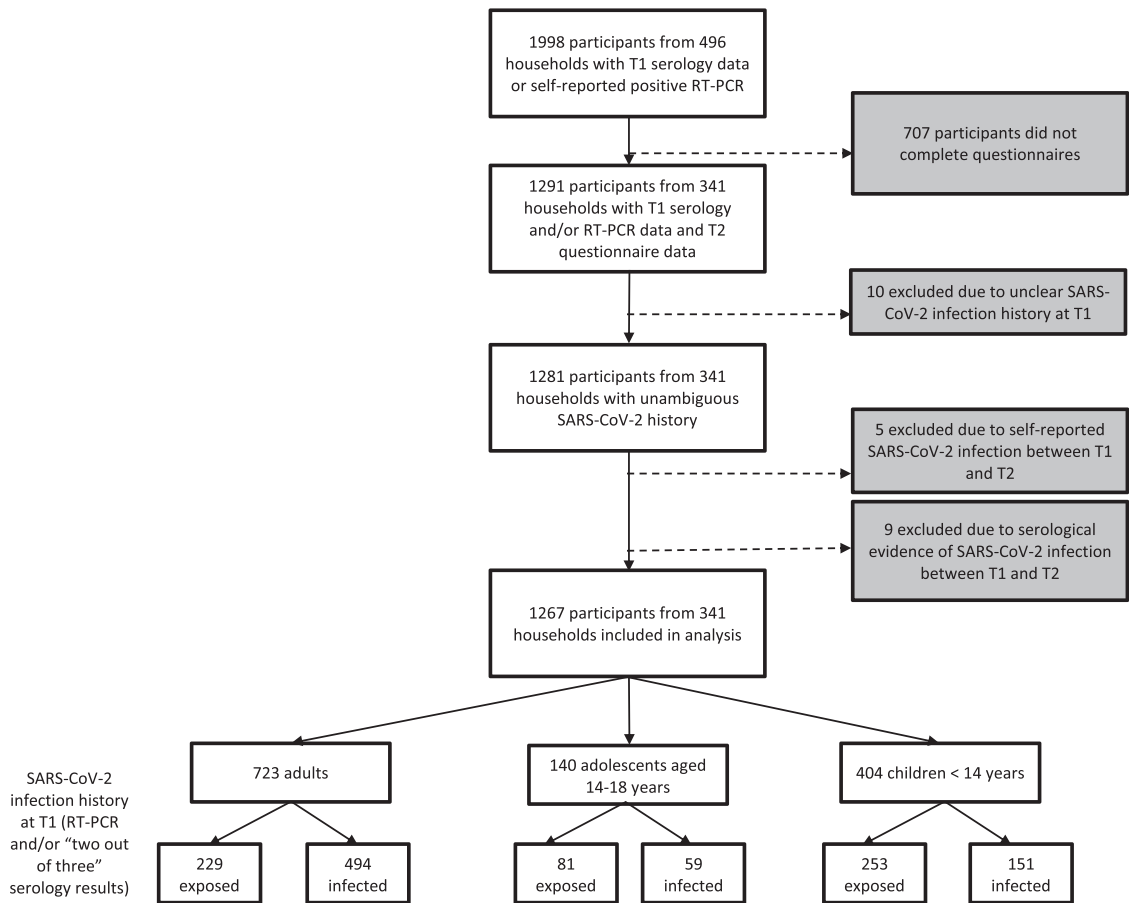 1998 participants from 496
households with T1 serology data
or self-reported positive RT-PCR
707 participants did not
complete questionnaires
1291 participants from 341
households with T1 serology
and/or RT-PCR data and T2
questionnaire data
10 excluded due to unclear SARS-
CoV-2 infection history at T1
1281 participants from 341
households with unambiguous
SARS-CoV-2 history
5 excluded due to self-reported
SARS-CoV-2 infection between T1
and T2
9 excluded due to serological
evidence of SARS-CoV-2 infection
between T1 and T2
1267 participants from 341
households included in analysis
723 adults
140 adolescents aged
14-18 years
404 children < 14 years
SARS-CoV-2
infection history
at T1 (RT-PCR
and/or “two out
of three”
serology results)
229
exposed
494
infected
81
exposed
59
infected
253
exposed
151
infected